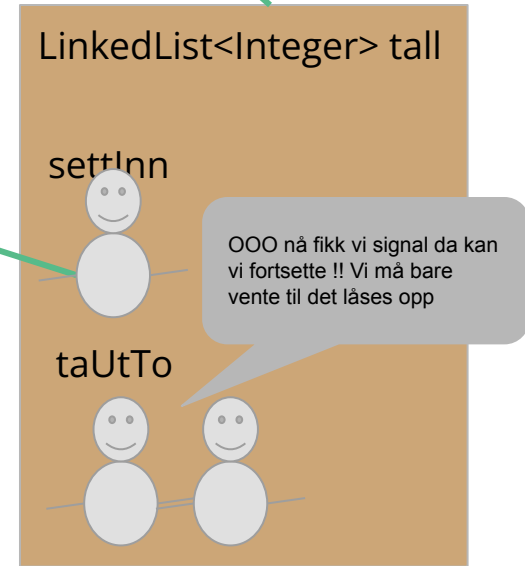 LinkedList<Integer> tall
settInn
OOO nå fikk vi signal da kan
vi fortsette !! Vi må bare
vente til det låses opp
taUtTo